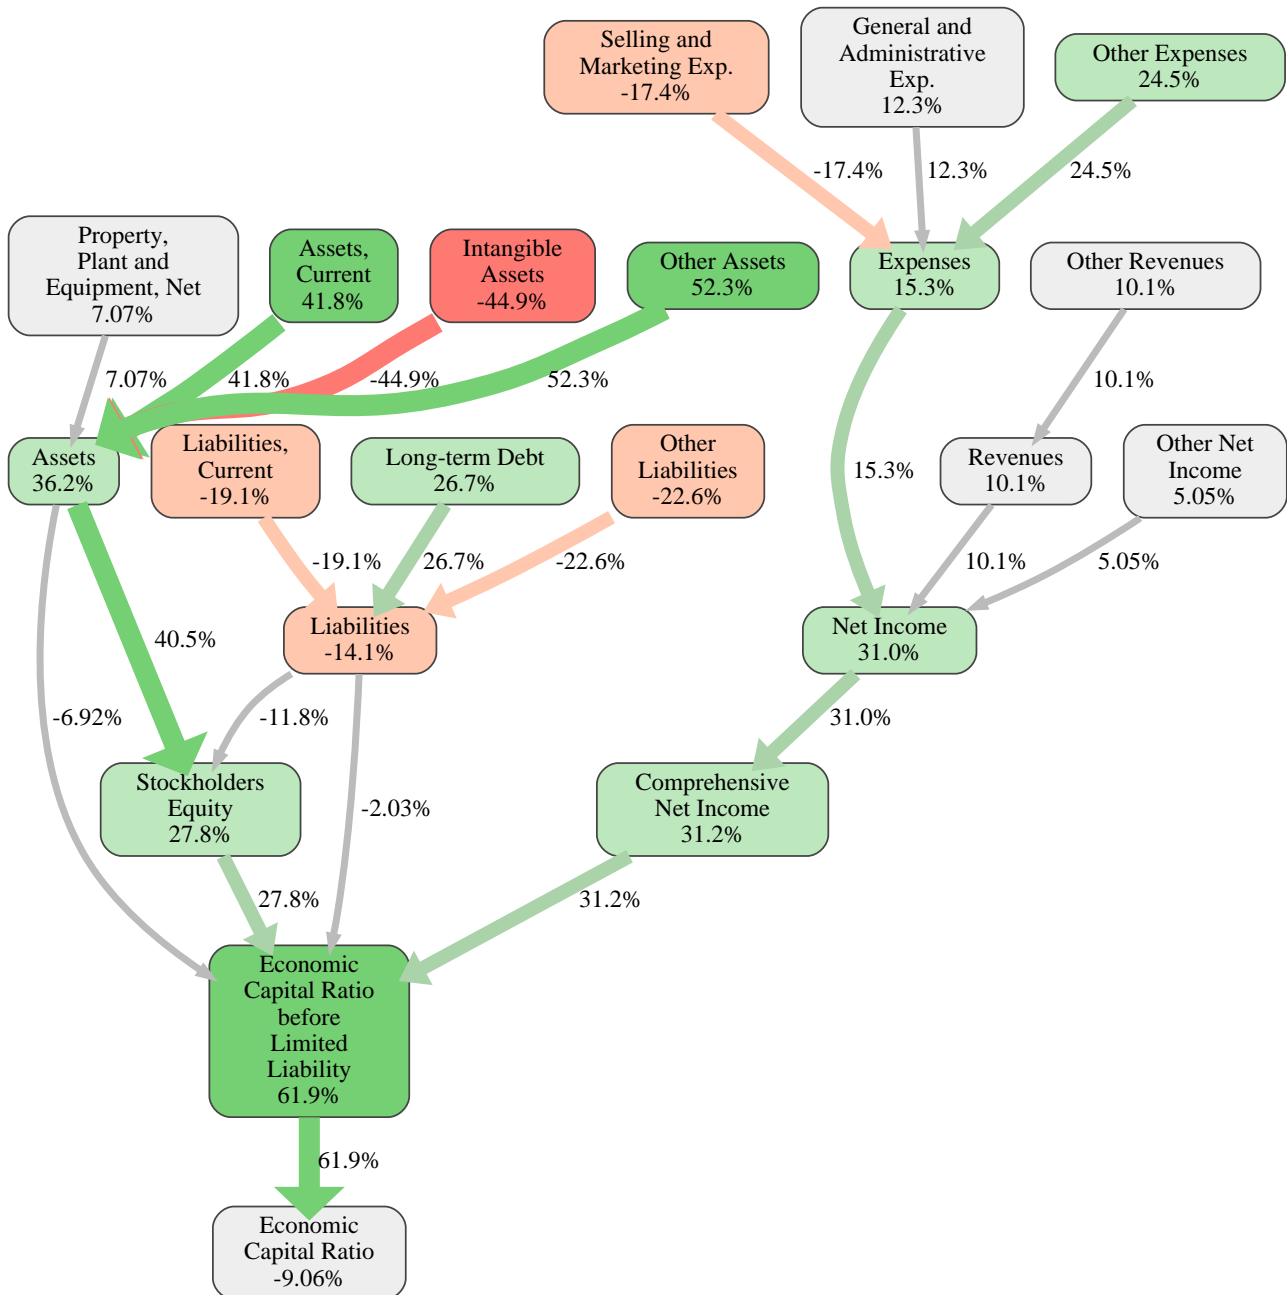 Selling and
Marketing Exp.
-17.4%
General and
Administrative
Exp.
12.3%
Other Expenses
24.5%
-17.4%
12.3%
24.5%
Property,
Plant and
Equipment, Net
7.07%
Assets,
Current
41.8%
Intangible
Assets
-44.9%
Other Assets
52.3%
Expenses
15.3%
Other Revenues
10.1%
7.07%
41.8%
-44.9%
52.3%
10.1%
Assets
36.2%
Liabilities,
Current
-19.1%
Long-term Debt
26.7%
Other
Liabilities
-22.6%
15.3%
Revenues
10.1%
Other Net
Income
5.05%
-19.1%
26.7%
-22.6%
10.1%
5.05%
40.5%
Liabilities
-14.1%
Net Income
31.0%
-6.92%
-11.8%
31.0%
Stockholders
Equity
27.8%
-2.03%
Comprehensive
Net Income
31.2%
27.8%
31.2%
Economic
Capital Ratio
before
Limited
Liability
61.9%
61.9%
Economic
Capital Ratio
-9.06%